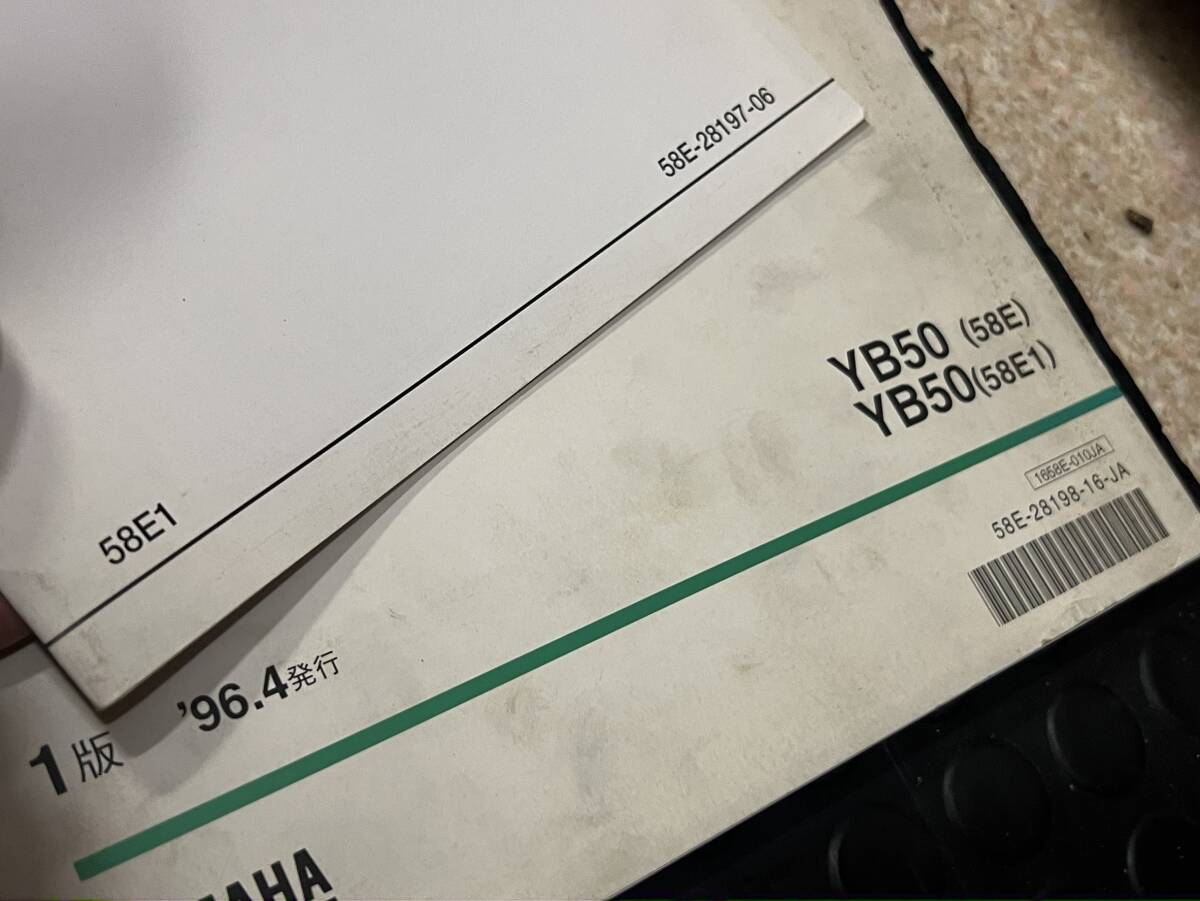 58E-28197-06
58E1
YB50 (58E)
YB50(58E1)
1658E-010JA
58E-28198-16-JA
1版 '96.4発行
AHA